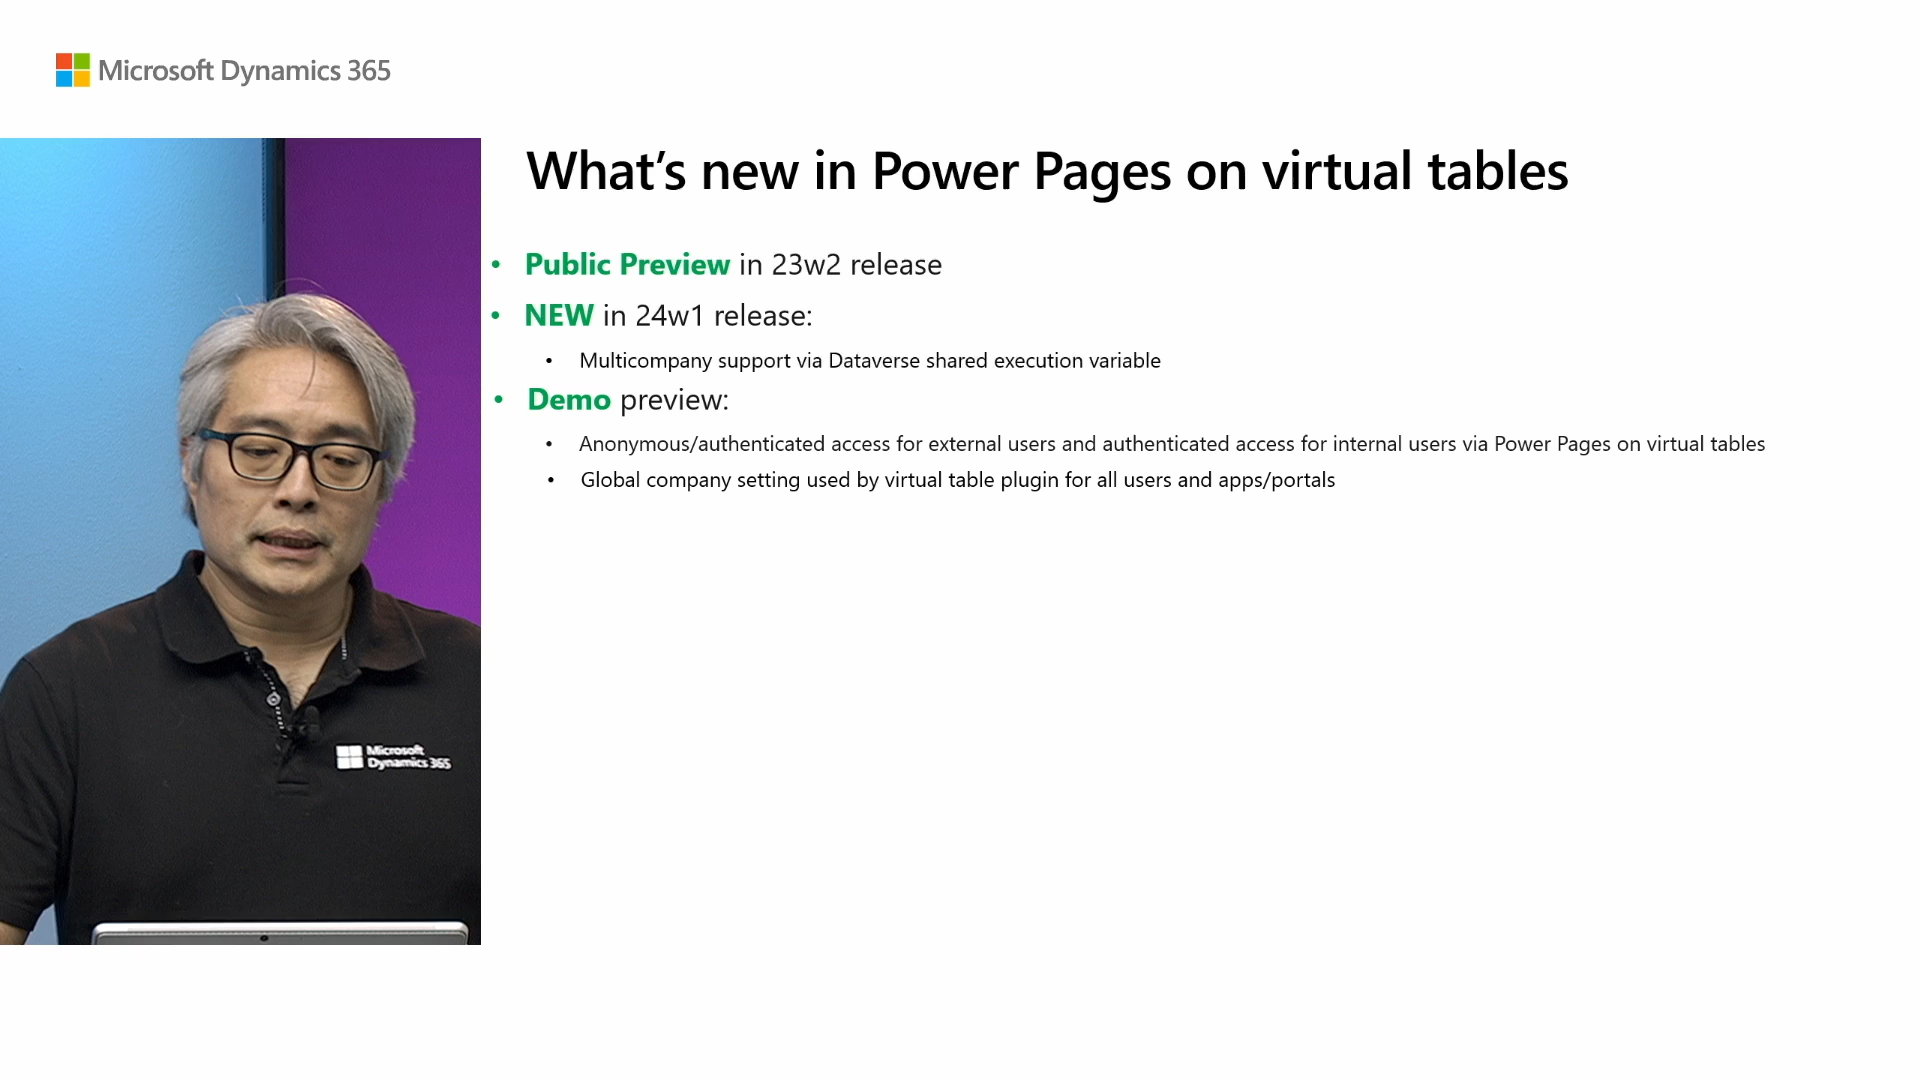 Microsoft Dynamics 365
What's new in Power Pages on virtual tables
• Public Preview in 23w2 release
• NEW in 24w1 release:
• Multicompany support via Dataverse shared execution variable
• Demo preview:
• Anonymous/authenticated access for external users and authenticated access for internal users via Power Pages on virtual tables
• Global company setting used by virtual table plugin for all users and apps/portals
Microsoft
Dynamics 365